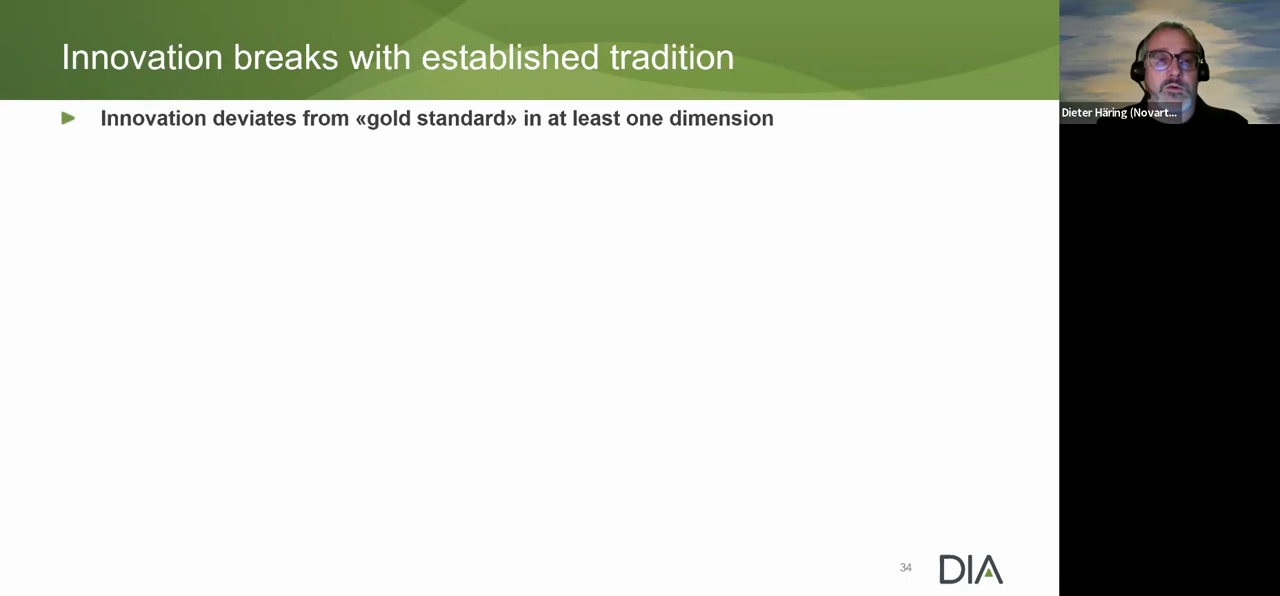 Innovation breaks with established tradition
Innovation deviates from «gold standard» in at least one dimension
Dieter Häring (Novart...
34
DIA